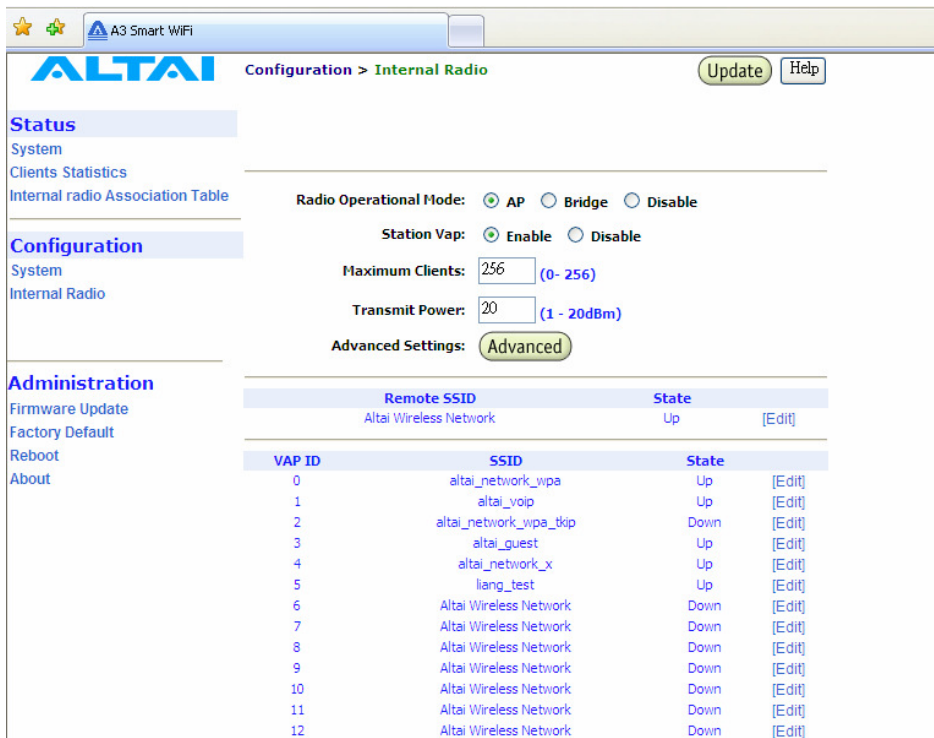 A3 Smart WiFi
ALTAI
Configuration > Internal Radio
Update
Help
Status
System
Clients Statistics
Internal radio Association Table
Configuration
System
Internal Radio
Administration
Firmware Update
Factory Default
Reboot
About
Radio Operational Mode: AP Bridge Disable
Station Vap: Enable Disable
Maximum Clients: 256 (0- 256)
Transmit Power: 20 (1 - 20dBm)
Advanced Settings: Advanced
Remote SSID State
Altai Wireless Network Up [Edit]
VAP ID SSID State
0 altai_network_wpa Up [Edit]
1 altai_voip Up [Edit]
2 altai_network_wpa_tkip Down [Edit]
3 altai_guest Up [Edit]
4 altai_network_x Up [Edit]
5 liang_test Up [Edit]
6 Altai Wireless Network Down [Edit]
7 Altai Wireless Network Down [Edit]
8 Altai Wireless Network Down [Edit]
9 Altai Wireless Network Down [Edit]
10 Altai Wireless Network Down [Edit]
11 Altai Wireless Network Down [Edit]
12 Altai Wireless Network Down [Edit]